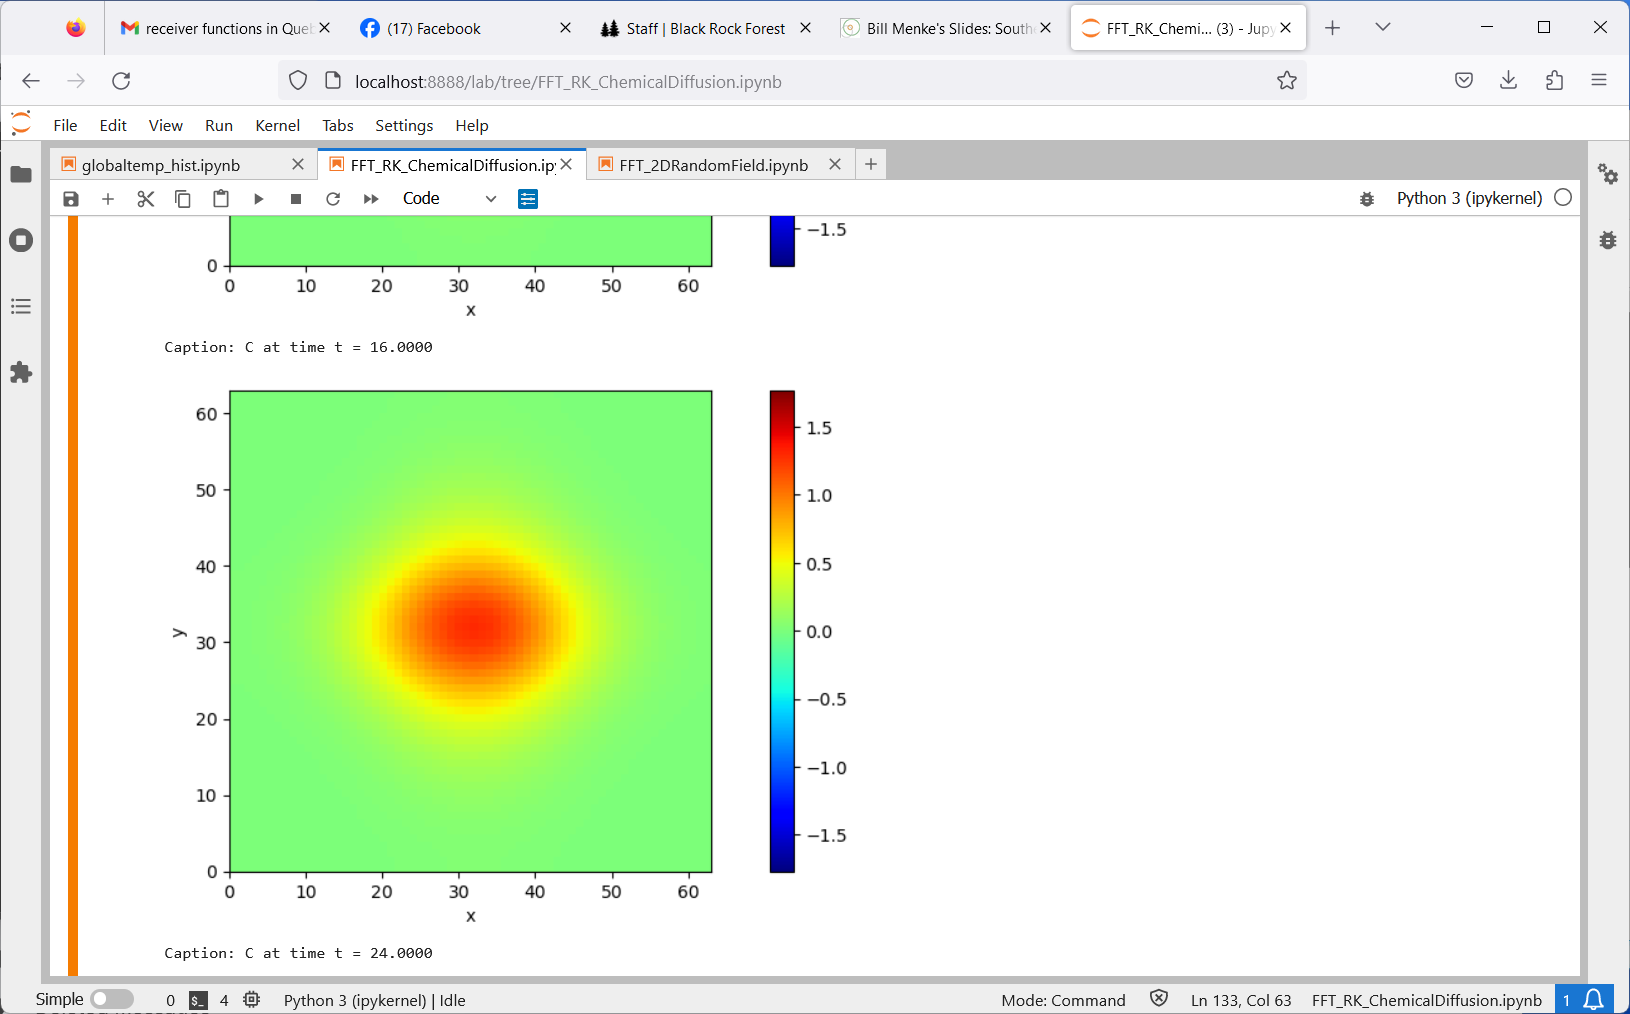 receiver functions in Queb
(17) Facebook
Staff | Black Rock Forest
Bill Menke's Slides: South
FFT_RK_Chemi... (3) - Jupy
localhost:8888/lab/tree/FFT_RK_ChemicalDiffusion.ipynb
File Edit View Run Kernel Tabs Settings Help
globaltemp_hist.ipynb
FFT_RK_ChemicalDiffusion.ipy
FFT_2DRandomField.ipynb
Code
Python 3 (ipykernel)
−1.5
0
0 10 20 30 40 50 60
x
Caption: C at time t = 16.0000
60
50
40
30
20
10
0
y
0 10 20 30 40 50 60
x
1.5
1.0
0.5
0.0
−0.5
−1.0
−1.5
Caption: C at time t = 24.0000
Simple 0 $_ 4 Python 3 (ipykernel) | Idle
Mode: Command Ln 133, Col 63 FFT_RK_ChemicalDiffusion.ipynb 1